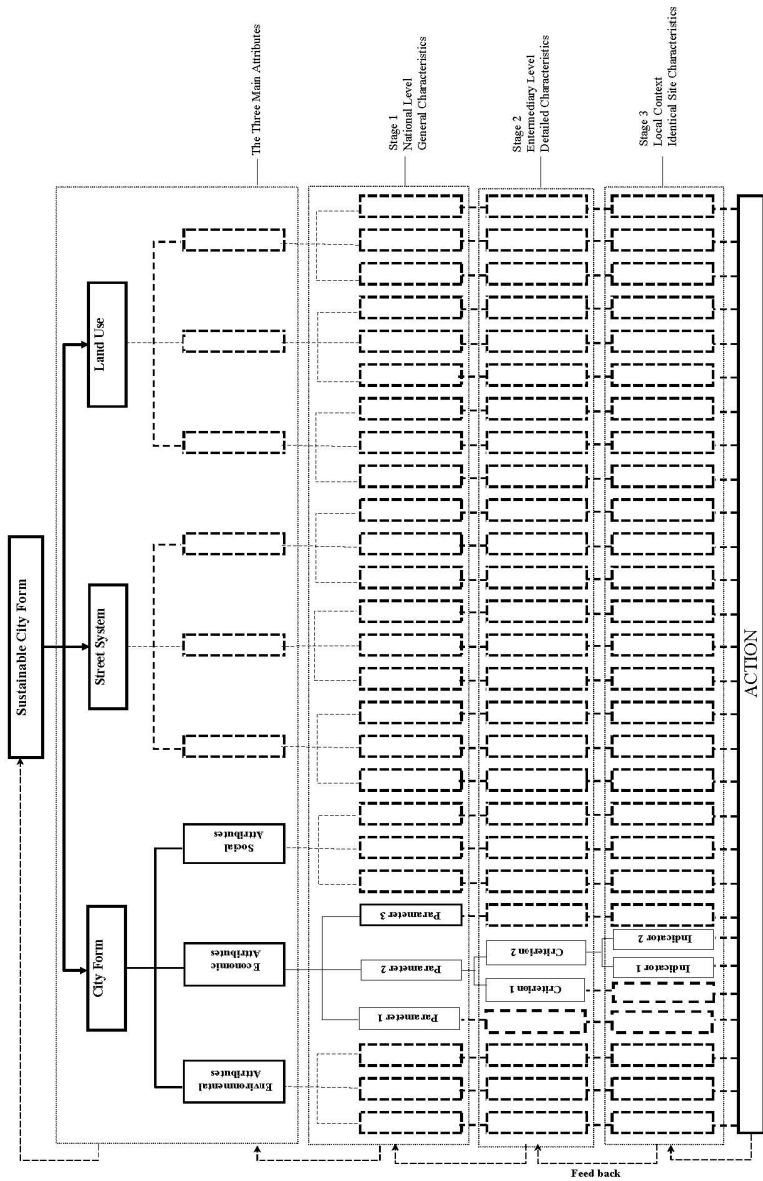 Sustainable City Form
City Form
Street System
Land Use
Environmental
Attributes
Economic
Attributes
Social
Attributes
The Three Main Attributes
Parameter 1
Parameter 2
Parameter 3
Stage 1
National Level
General Characteristics
Criterion 1
Criterion 2
Stage 2
Entermediary Level
Detailed Characteristics
Indicator 1
Indicator 2
Stage 3
Local Context
Identical Site Characteristics
ACTION
Feed back